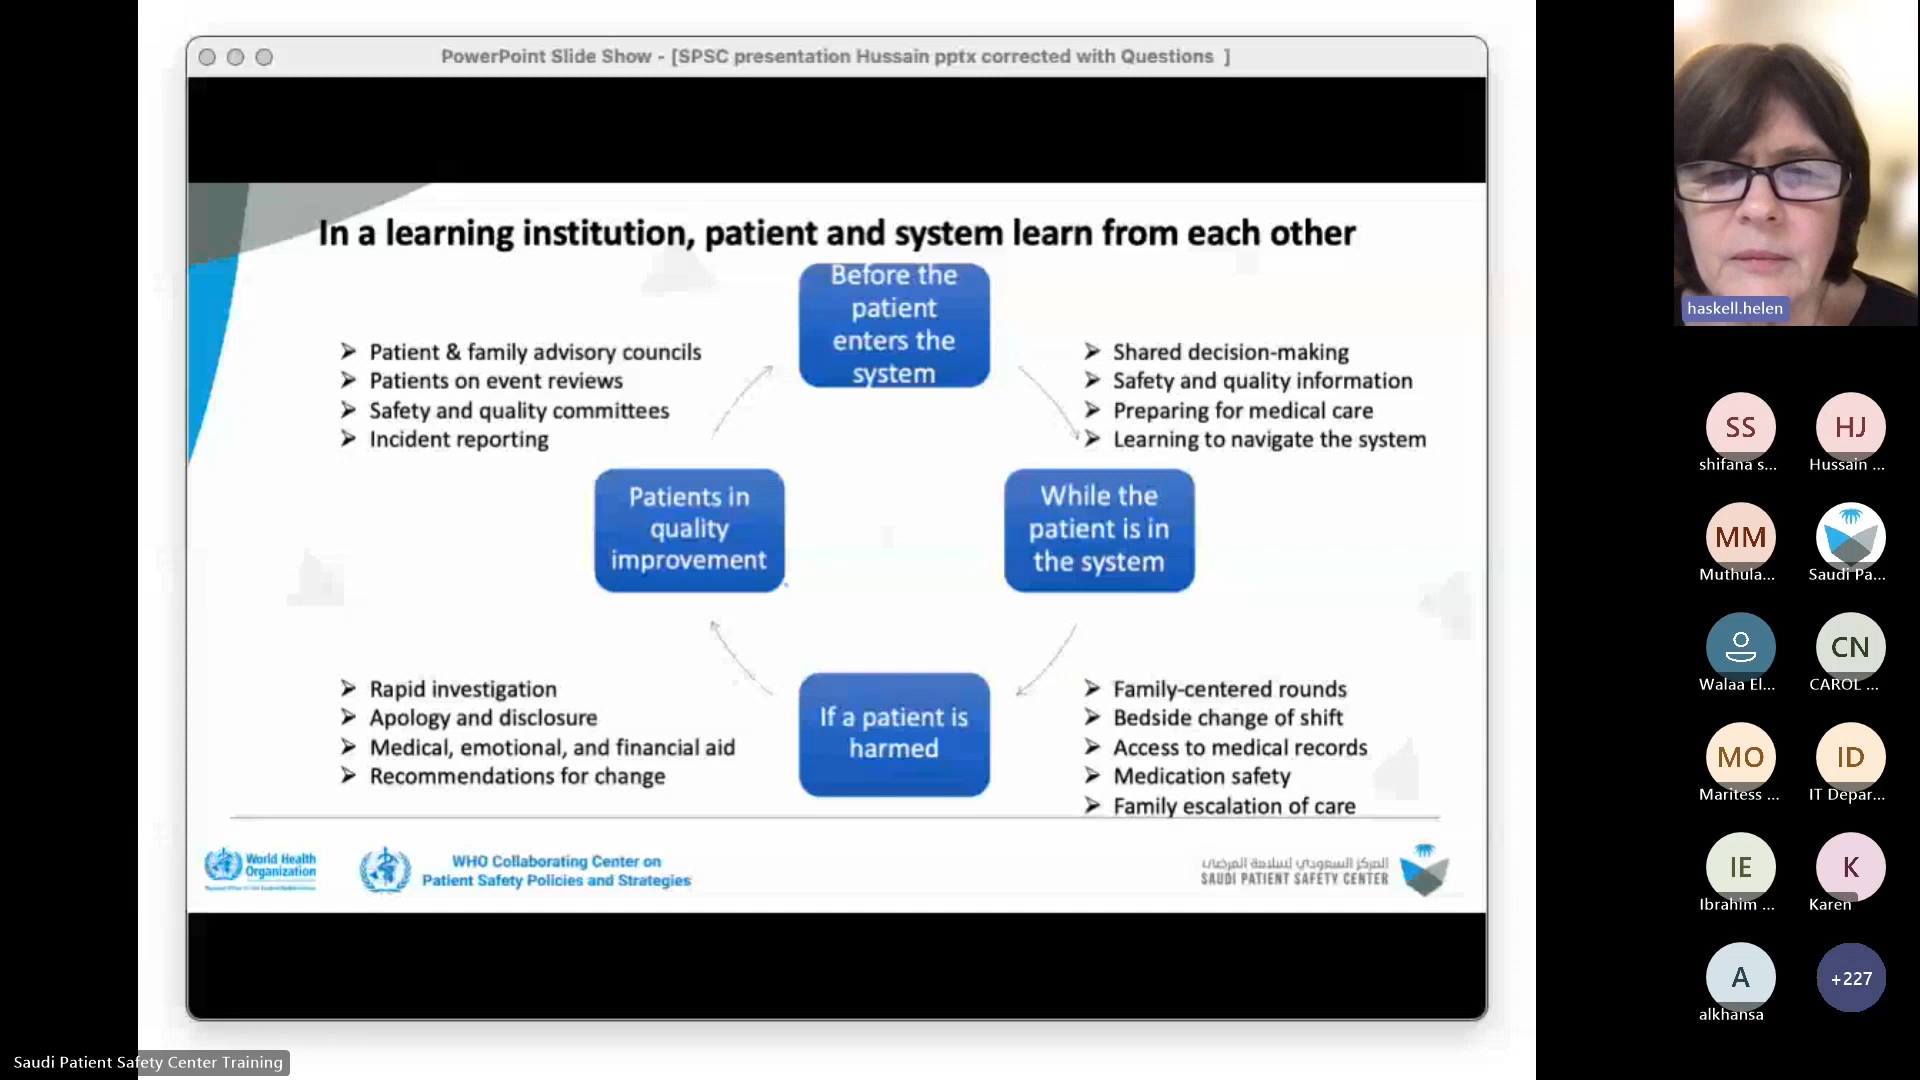 PowerPoint Slide Show - [SPSC presentation Hussain pptx corrected with Questions ]
In a learning institution, patient and system learn from each other
Before the
patient
enters the
system
➢ Patient & family advisory councils
➢ Patients on event reviews
➢ Safety and quality committees
➢ Incident reporting
➢ Shared decision-making
➢ Safety and quality information
➢ Preparing for medical care
➢ Learning to navigate the system
Patients in
quality
improvement
While the
patient is in
the system
➢ Rapid investigation
➢ Apology and disclosure
➢ Medical, emotional, and financial aid
➢ Recommendations for change
If a patient is
harmed
➢ Family-centered rounds
➢ Bedside change of shift
➢ Access to medical records
➢ Medication safety
➢ Family escalation of care
World Health
Organization
WHO Collaborating Center on
Patient Safety Policies and Strategies
المركز السعودي لسلامة المرضى
SAUDI PATIENT SAFETY CENTER
haskell.helen
SS
shifana s...
HJ
Hussain ...
MM
Muthula...
Saudi Pa...
Walaa El...
CN
CAROL ...
MO
Maritess ...
ID
IT Depar...
IE
Ibrahim ...
K
Karen
A
alkhansa
+227
Saudi Patient Safety Center Training